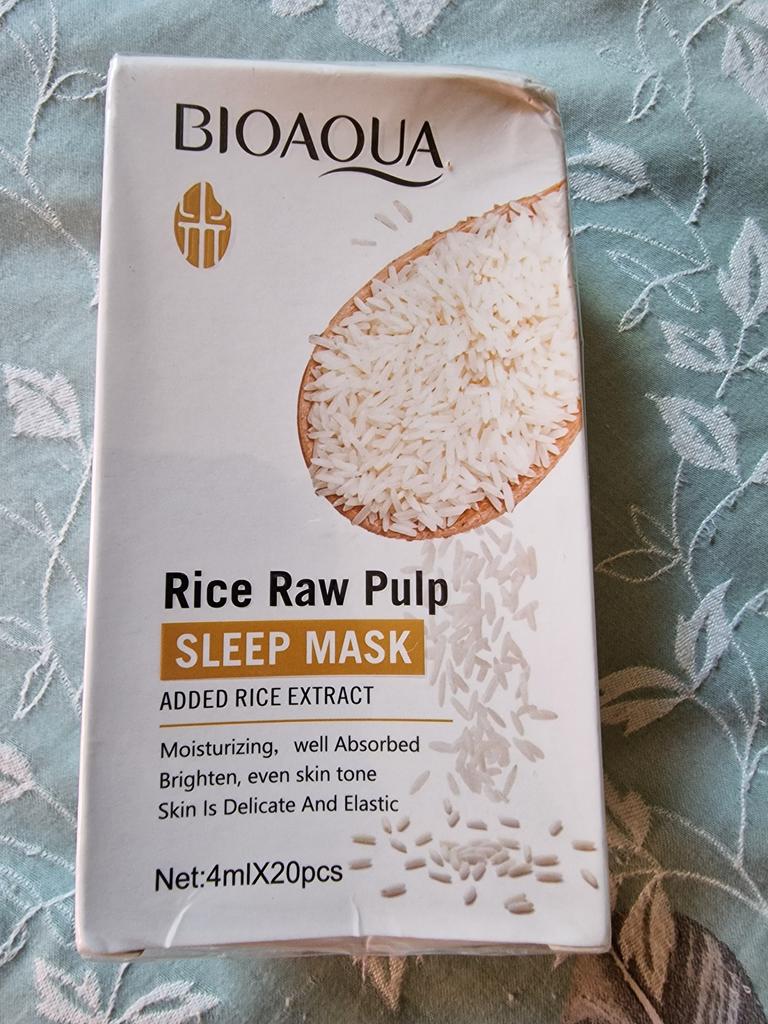 BIOAQUA
Rice Raw Pulp
SLEEP MASK
ADDED RICE EXTRACT
Moisturizing, well Absorbed
Brighten, even skin tone
Skin Is Delicate And Elastic
Net:4mlX20pcs